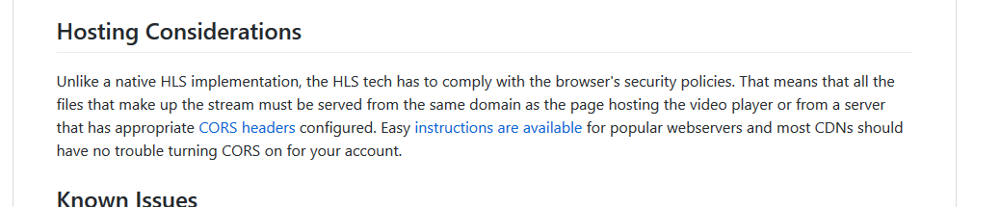 Hosting Considerations
Unlike a native HLS implementation, the HLS tech has to comply with the browser's security policies. That means that all the
files that make up the stream must be served from the same domain as the page hosting the video player or from a server
that has appropriate CORS headers configured. Easy instructions are available for popular webservers and most CDNs should
have no trouble turning CORS on for your account.
Known Issues